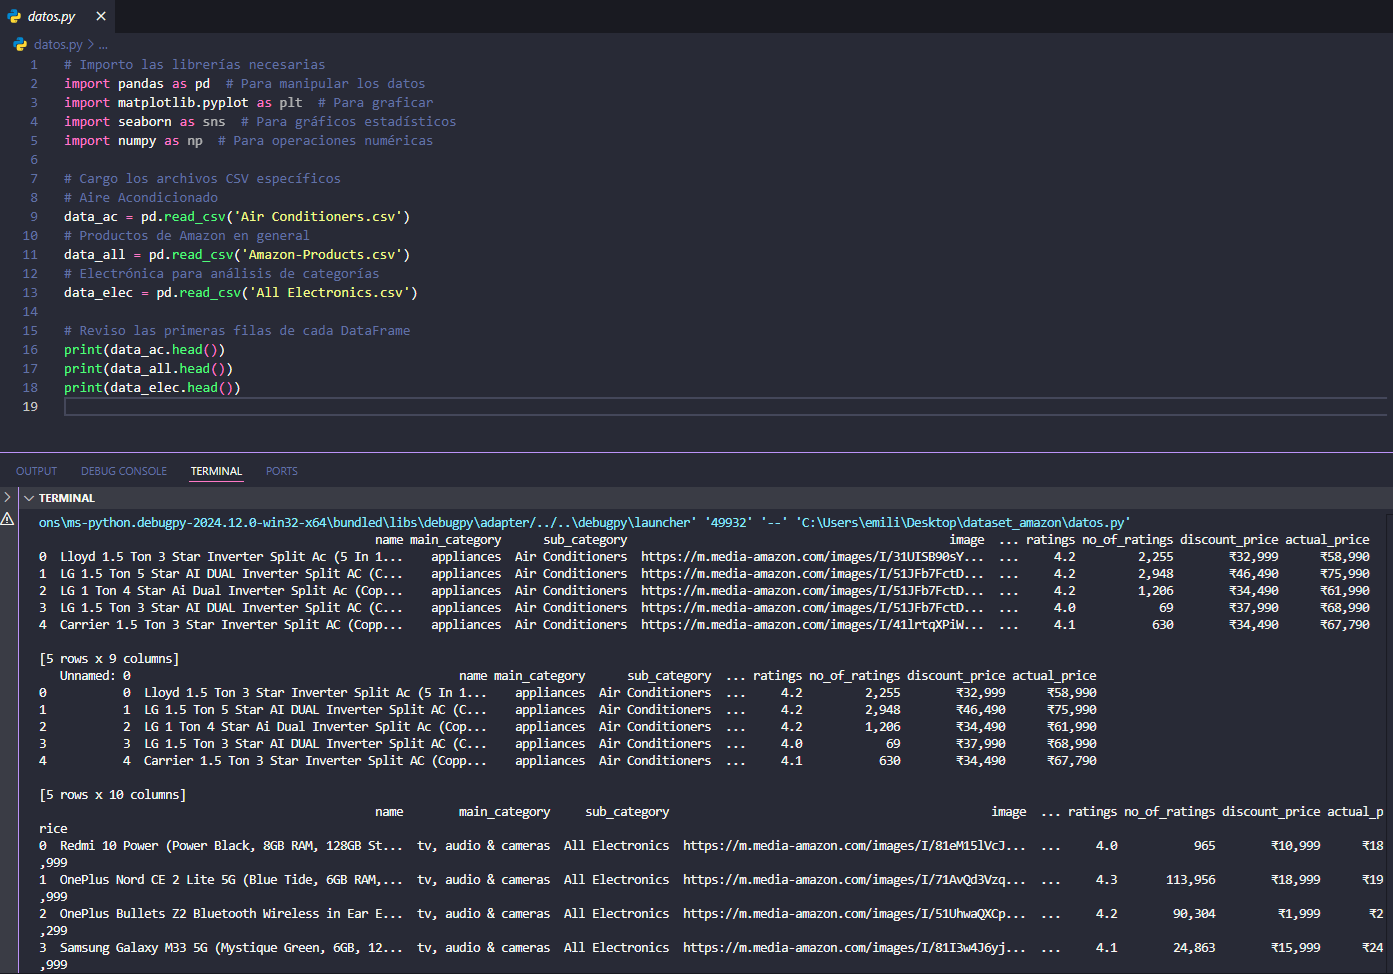 datos.py
datos.py > ...
1 # Importo las librerías necesarias
2 import pandas as pd  # Para manipular los datos
3 import matplotlib.pyplot as plt  # Para graficar
4 import seaborn as sns  # Para gráficos estadísticos
5 import numpy as np  # Para operaciones numéricas
6
7 # Cargo los archivos CSV específicos
8 # Aire Acondicionado
9 data_ac = pd.read_csv('Air Conditioners.csv')
10 # Productos de Amazon en general
11 data_all = pd.read_csv('Amazon-Products.csv')
12 # Electrónica para análisis de categorías
13 data_elec = pd.read_csv('All Electronics.csv')
14
15 # Reviso las primeras filas de cada DataFrame
16 print(data_ac.head())
17 print(data_all.head())
18 print(data_elec.head())
19
OUTPUT DEBUG CONSOLE TERMINAL PORTS
TERMINAL
ons\ms-python.debugpy-2024.12.0-win32-x64\bundled\libs\debugpy\adapter/../..\debugpy\launcher' '49932' '--' 'C:\Users\emili\Desktop\dataset_amazon\datos.py'
name main_category sub_category image ... ratings no_of_ratings discount_price actual_price
0 Lloyd 1.5 Ton 3 Star Inverter Split Ac (5 In 1... appliances Air Conditioners https://m.media-amazon.com/images/I/31UISB90sY... ... 4.2 2,255 ₹32,999 ₹58,990
1 LG 1.5 Ton 5 Star AI DUAL Inverter Split AC (C... appliances Air Conditioners https://m.media-amazon.com/images/I/51JFb7FctD... ... 4.2 2,948 ₹46,490 ₹75,990
2 LG 1 Ton 4 Star Ai Dual Inverter Split Ac (Cop... appliances Air Conditioners https://m.media-amazon.com/images/I/51JFb7FctD... ... 4.2 1,206 ₹34,490 ₹61,990
3 LG 1.5 Ton 3 Star AI DUAL Inverter Split AC (C... appliances Air Conditioners https://m.media-amazon.com/images/I/51JFb7FctD... ... 4.0 69 ₹37,990 ₹68,990
4 Carrier 1.5 Ton 3 Star Inverter Split AC (Copp... appliances Air Conditioners https://m.media-amazon.com/images/I/41lrtqXPiW... ... 4.1 630 ₹34,490 ₹67,790
[5 rows x 9 columns]
Unnamed: 0 name main_category sub_category ... ratings no_of_ratings discount_price actual_price
0 0 Lloyd 1.5 Ton 3 Star Inverter Split Ac (5 In 1... appliances Air Conditioners ... 4.2 2,255 ₹32,999 ₹58,990
1 1 LG 1.5 Ton 5 Star AI DUAL Inverter Split AC (C... appliances Air Conditioners ... 4.2 2,948 ₹46,490 ₹75,990
2 2 LG 1 Ton 4 Star Ai Dual Inverter Split Ac (Cop... appliances Air Conditioners ... 4.2 1,206 ₹34,490 ₹61,990
3 3 LG 1.5 Ton 3 Star AI DUAL Inverter Split AC (C... appliances Air Conditioners ... 4.0 69 ₹37,990 ₹68,990
4 4 Carrier 1.5 Ton 3 Star Inverter Split AC (Copp... appliances Air Conditioners ... 4.1 630 ₹34,490 ₹67,790
[5 rows x 10 columns]
name main_category sub_category image ... ratings no_of_ratings discount_price actual_p
rice
0 Redmi 10 Power (Power Black, 8GB RAM, 128GB St... tv, audio & cameras All Electronics https://m.media-amazon.com/images/I/81eM15lVcJ... ... 4.0 965 ₹10,999 ₹18
,999
1 OnePlus Nord CE 2 Lite 5G (Blue Tide, 6GB RAM,... tv, audio & cameras All Electronics https://m.media-amazon.com/images/I/71AvQd3Vzq... ... 4.3 113,956 ₹18,999 ₹19
,999
2 OnePlus Bullets Z2 Bluetooth Wireless in Ear E... tv, audio & cameras All Electronics https://m.media-amazon.com/images/I/51UhwaQXCp... ... 4.2 90,304 ₹1,999 ₹2
,299
3 Samsung Galaxy M33 5G (Mystique Green, 6GB, 12... tv, audio & cameras All Electronics https://m.media-amazon.com/images/I/81I3w4J6yj... ... 4.1 24,863 ₹15,999 ₹24
,999